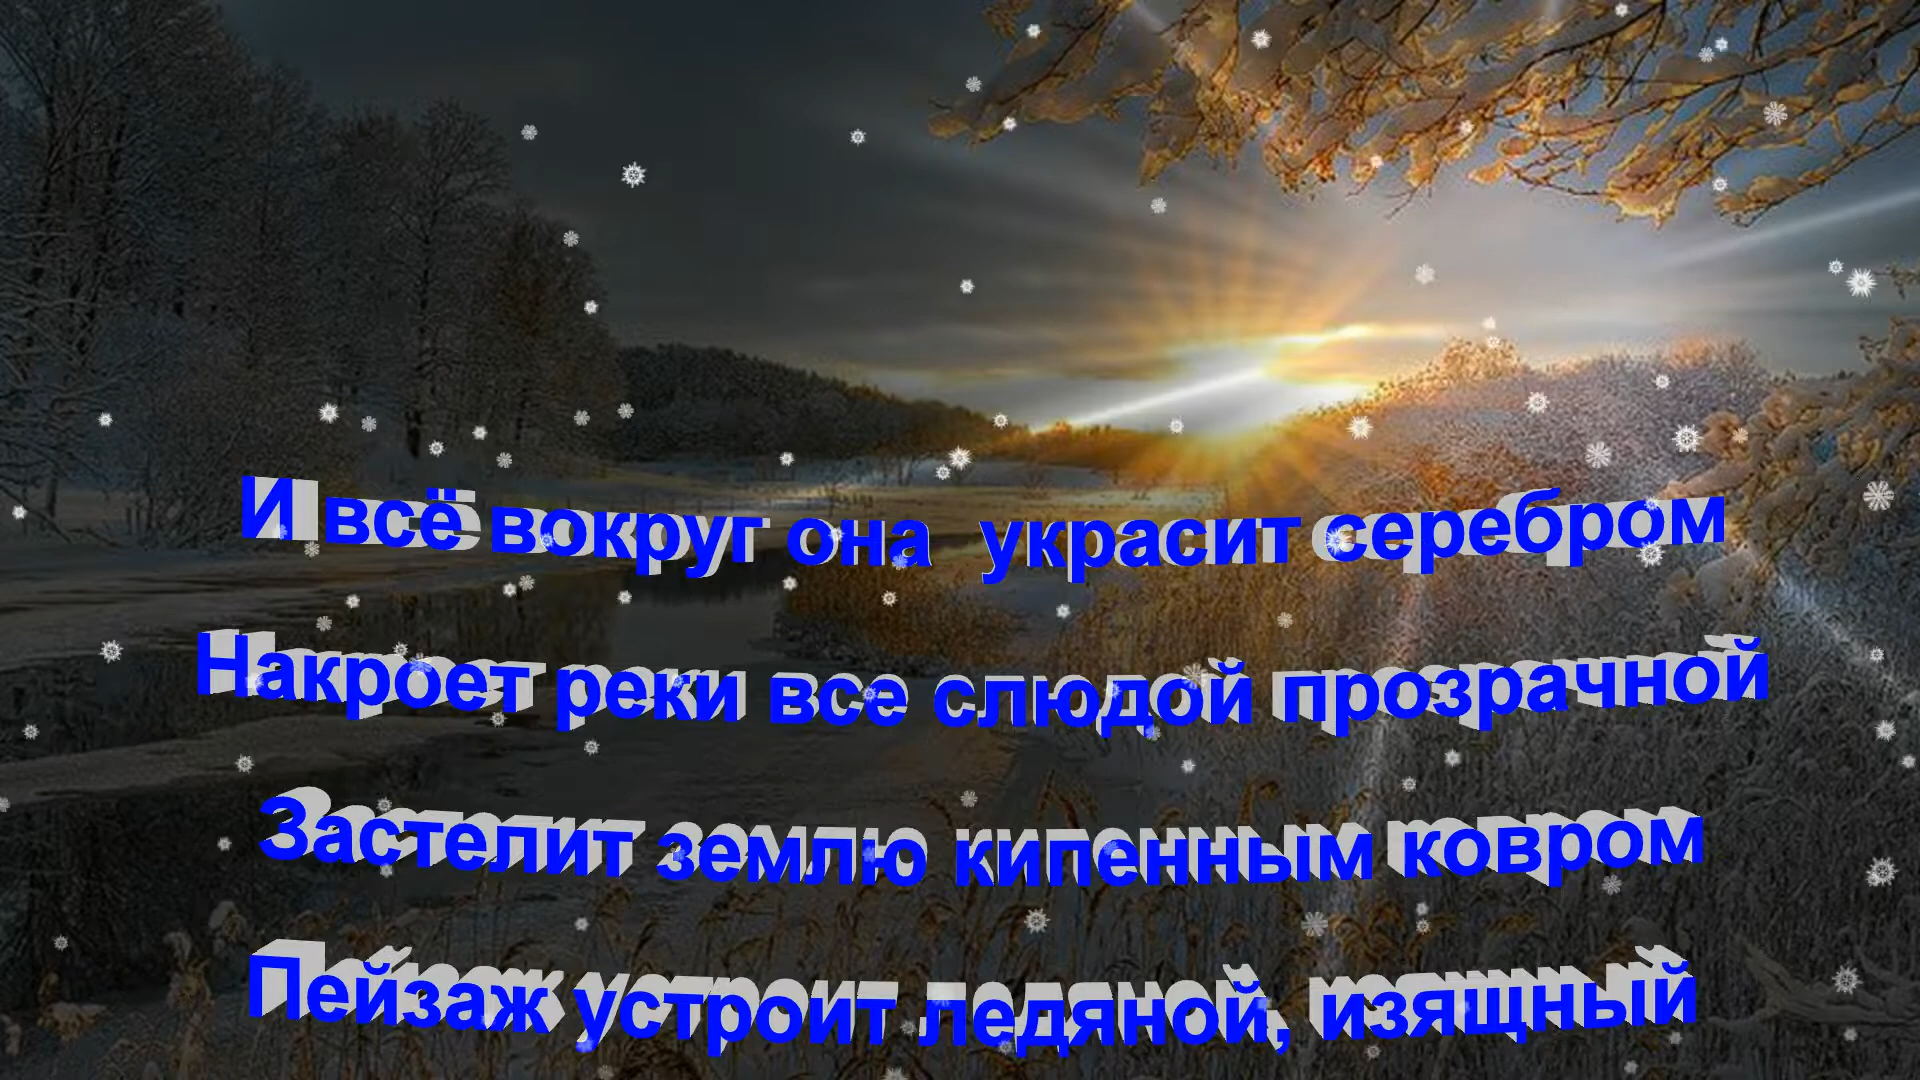 И всё вокруг она украсит серебром
Накроет реки все слюдой прозрачной
Застелит землю кипенным ковром
Пейзаж устроит ледяной, изящный